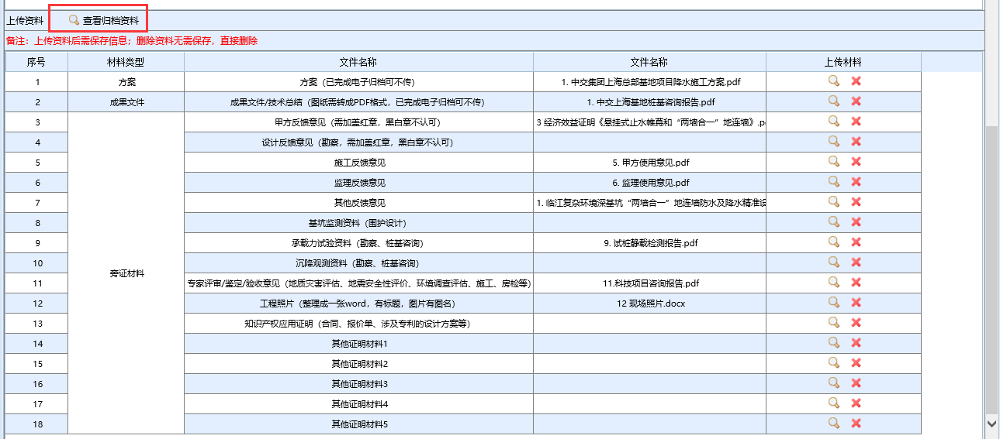 上传资料 查看归档资料
备注：上传资料后需保存信息；删除资料无需保存，直接删除
序号 材料类型 文件名称 文件名称 上传材料
1 方案 方案（已完成电子归档可不传） 1. 中交集团上海总部基地项目降水施工方案.pdf
2 成果文件 成果文件/技术总结（图纸需转成PDF格式，已完成电子归档可不传） 1. 中交上海基地桩基咨询报告.pdf
3 甲方反馈意见（需加盖红章，黑白章不认可） 3 经济效益证明《悬挂式止水帷幕和“两墙合一”地连墙》.p
4 设计反馈意见（勘察，需加盖红章，黑白章不认可）
5 施工反馈意见 5. 甲方使用意见.pdf
6 监理反馈意见 6. 监理使用意见.pdf
7 其他反馈意见 1. 临江复杂环境深基坑“两墙合一”地连墙防水及降水精准设
8 基坑监测资料（围护设计）
9 承载力试验资料（勘察、桩基咨询） 9. 试桩静载检测报告.pdf
10 沉降观测资料（勘察、桩基咨询）
旁证材料
11 专家评审/鉴定/验收意见（地质灾害评估、地震安全性评价、环境调查评估、施工、房检等） 11.科技项目咨询报告.pdf
12 工程照片（整理成一张word，有标题，图片有图名） 12 现场照片.docx
13 知识产权应用证明（合同、报价单、涉及专利的设计方案等）
14 其他证明材料1
15 其他证明材料2
16 其他证明材料3
17 其他证明材料4
18 其他证明材料5